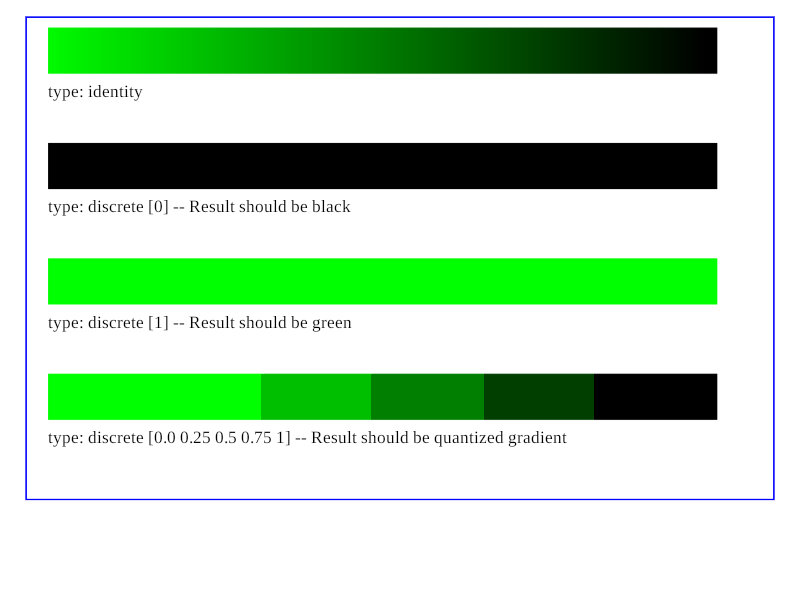 type: identity
type: discrete [0] -- Result should be black
type: discrete [1] -- Result should be green
type: discrete [0.0 0.25 0.5 0.75 1] -- Result should be quantized gradient